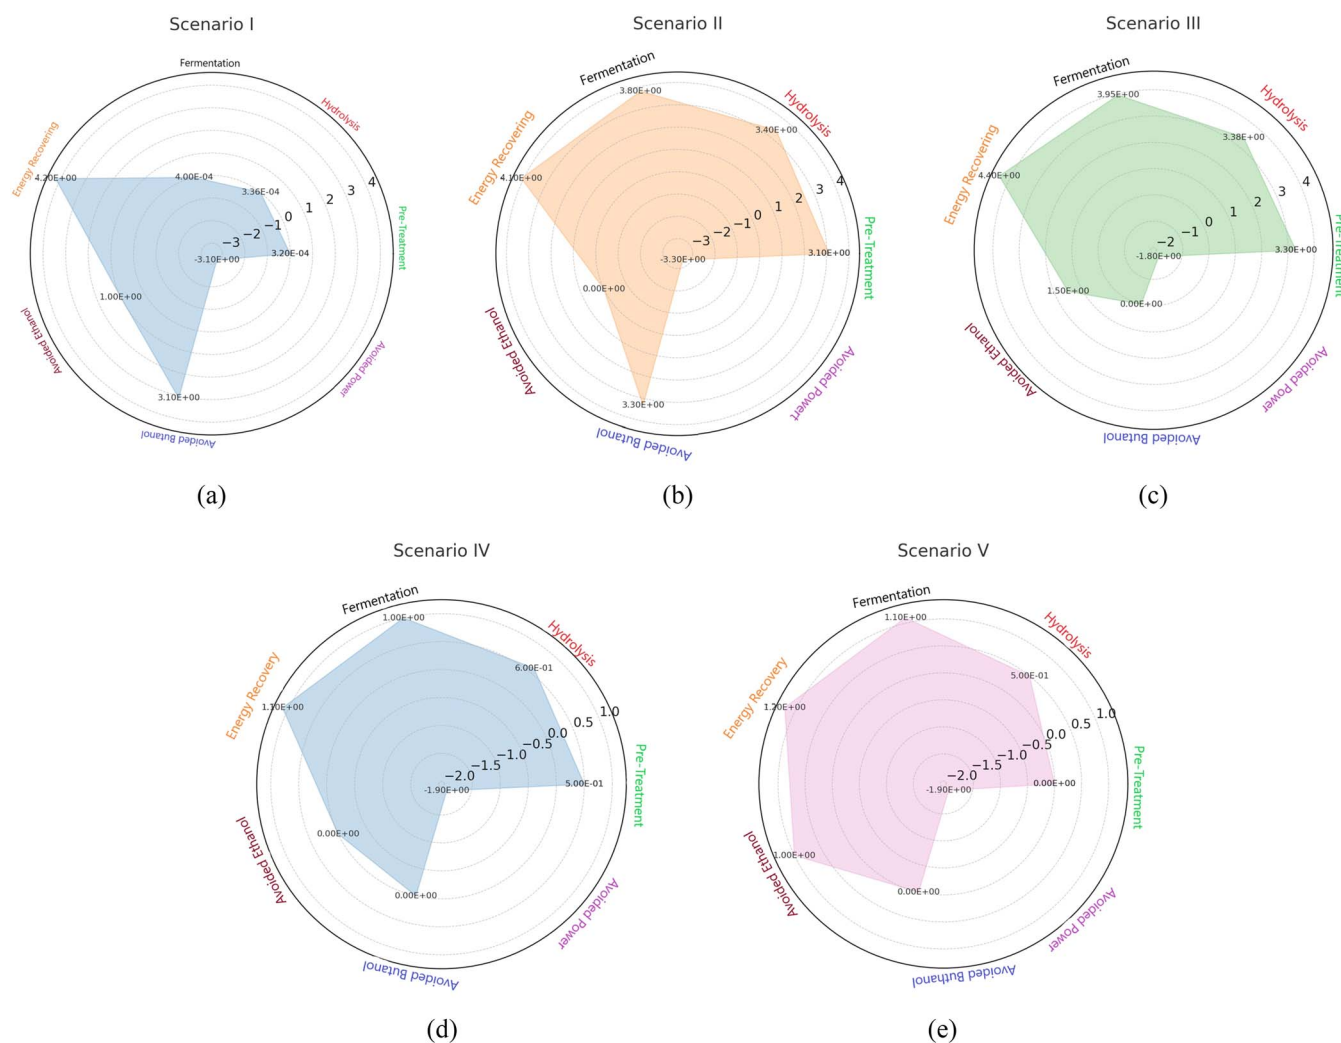 Scenario I
Fermentation
Hydrolysis
Energy Recovering
4.20E+00
4.00E-04
3.36E-04
4
3
2
1
0
−1
−2
−3
Pre-Treatment
3.20E-04
-3.10E+00
1.00E+00
Avoided Ethanol
Avoided Power
3.10E+00
Avoided Butanol
(a)
Scenario II
Fermentation
3.80E+00
Hydrolysis
3.40E+00
Energy Recovering
4.10E+00
4
3
2
1
0
−1
−2
−3
Pre-Treatment
3.10E+00
-3.30E+00
0.00E+00
Avoided Ethanol
Avoided Powert
3.30E+00
Avoided Butanol
(b)
Scenario III
Fermentation
3.95E+00
Hydrolysis
3.38E+00
Energy Recovering
4.40E+00
4
3
2
1
0
−1
−2
Pre-Treatment
3.30E+00
-1.80E+00
1.50E+00
0.00E+00
Avoided Ethanol
Avoided Power
Avoided Butanol
(c)
Scenario IV
Fermentation
1.00E+00
Hydrolysis
6.00E-01
Energy Recovery
1.10E+00
1.0
0.5
0.0
−0.5
−1.0
−1.5
−2.0
Pre-Treatment
5.00E-01
-1.90E+00
0.00E+00
Avoided Ethanol
Avoided Power
0.00E+00
Avoided Butanol
(d)
Scenario V
Fermentation
1.10E+00
Hydrolysis
5.00E-01
Energy Recovery
1.20E+00
1.0
0.5
0.0
−0.5
−1.0
−1.5
−2.0
Pre-Treatment
0.00E+00
-1.90E+00
1.00E+00
Avoided Ethanol
Avoided Power
0.00E+00
Avoided Buthanol
(e)